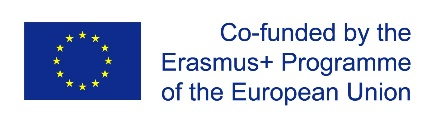 Co-funded by the
Erasmus+ Programme
of the European Union